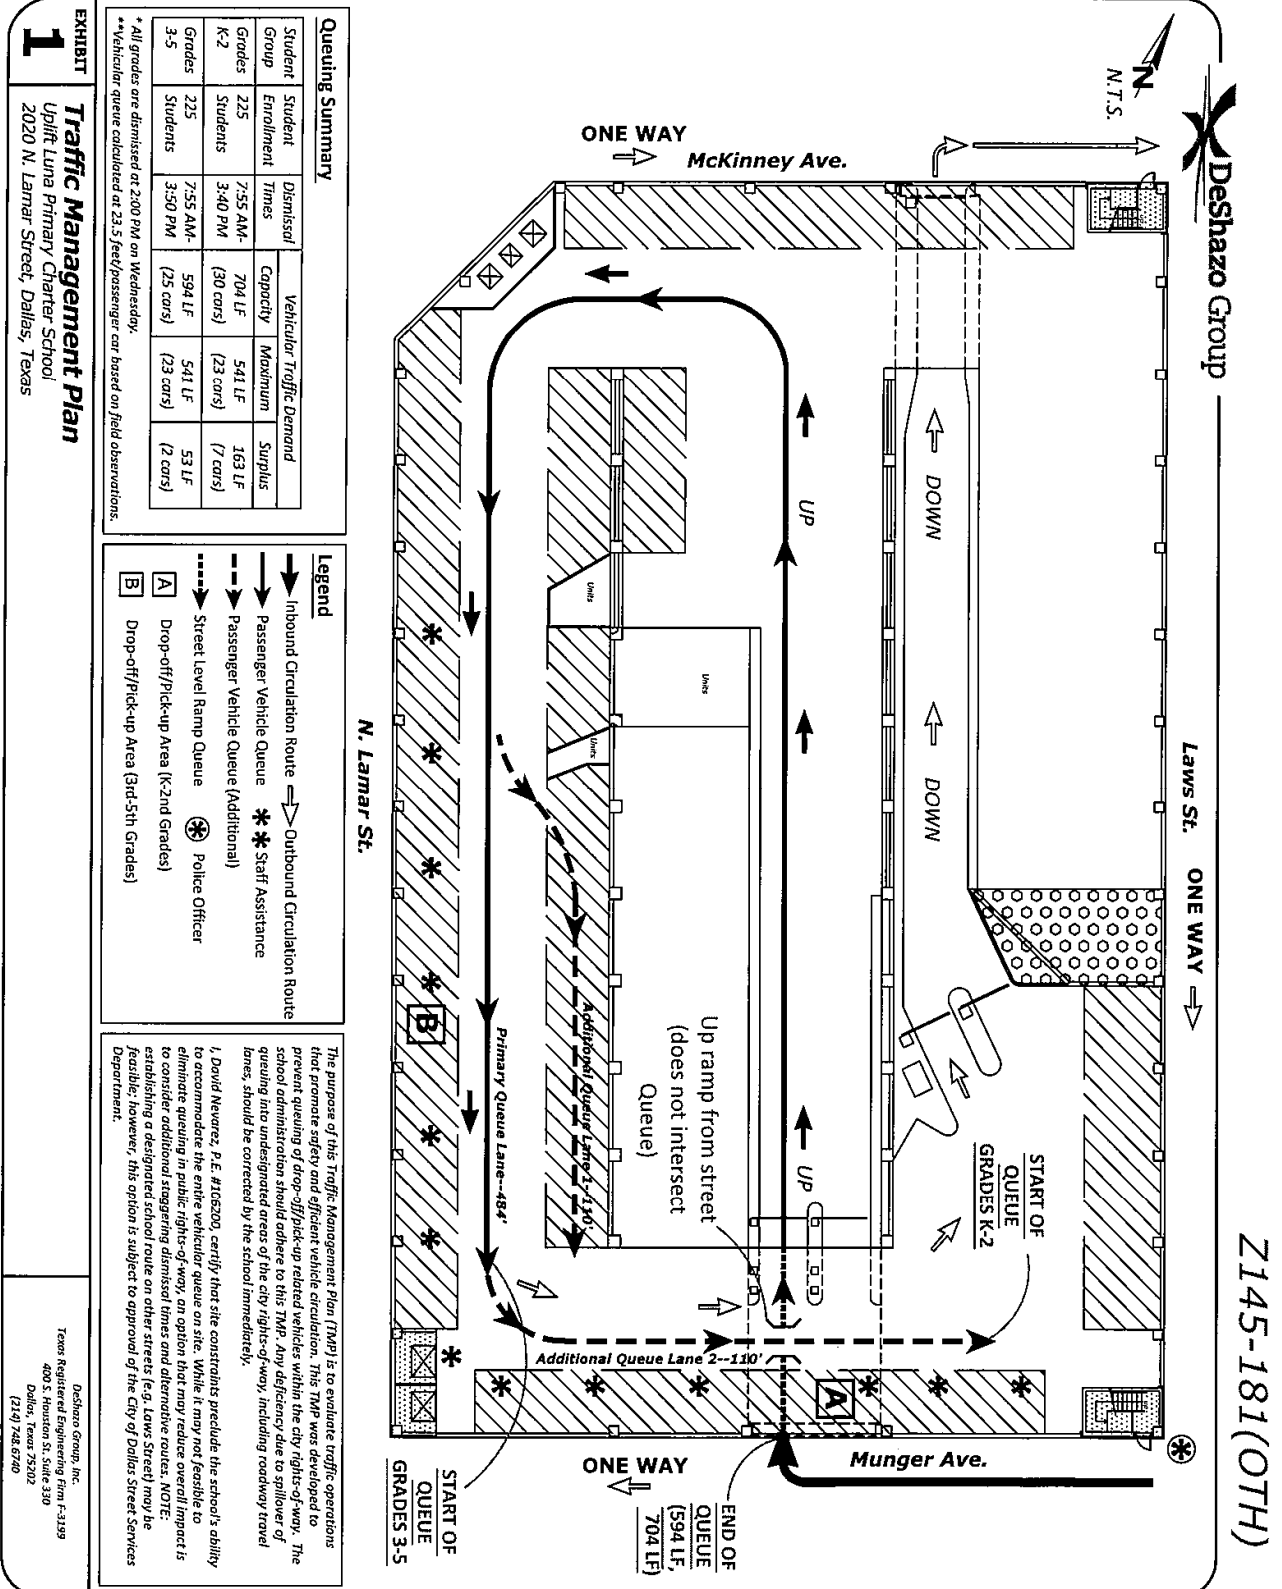 Z145-181(OTH)
DeShazo Group
N
N.T.S.
Laws St.
ONE WAY
ONE WAY
McKinney Ave.
DOWN
DOWN
UP
UP
Units
Units
Units
START OF
QUEUE
GRADES K-2
Up ramp from street
(does not intersect
Queue)
Additional Queue Lane 1--110'
Primary Queue Lane--484'
Additional Queue Lane 2--110'
A
B
Munger Ave.
ONE WAY
END OF
QUEUE
(594 LF,
704 LF)
START OF
QUEUE
GRADES 3-5
N. Lamar St.
Queuing Summary
Student Group Student Enrollment Dismissal Times Vehicular Traffic Demand
Capacity Maximum Surplus
Grades K-2 225 Students 7:55 AM- 3:40 PM 704 LF (30 cars) 541 LF (23 cars) 163 LF (7 cars)
Grades 3-5 225 Students 7:55 AM- 3:50 PM 594 LF (25 cars) 541 LF (23 cars) 53 LF (2 cars)
* All grades are dismissed at 2:00 PM on Wednesday.
**Vehicular queue calculated at 23.5 feet/passenger car based on field observations.
Legend
Inbound Circulation Route Outbound Circulation Route
Passenger Vehicle Queue ** Staff Assistance
Passenger Vehicle Queue (Additional)
Street Level Ramp Queue Police Officer
A Drop-off/Pick-up Area (K-2nd Grades)
B Drop-off/Pick-up Area (3rd-5th Grades)
The purpose of this Traffic Management Plan (TMP) is to evaluate traffic operations
that promote safety and efficient vehicle circulation. This TMP was developed to
prevent queuing of drop-off/pick-up related vehicles within the city rights-of-way. The
school administration should adhere to this TMP. Any deficiency due to spillover of
queuing into undesignated areas of the city rights-of-way, including roadway travel
lanes, should be corrected by the school immediately.
I, David Nevarez, P.E. #106200, certify that site constraints preclude the school's ability
to accommodate the entire vehicular queue on site. While it may not feasible to
eliminate queuing in public rights-of-way, an option that may reduce overall impact is
to consider additional staggering dismissal times and alternative routes. NOTE:
establishing a designated school route on other streets (e.g. Laws Street) may be
feasible; however, this option is subject to approval of the City of Dallas Street Services
Department.
EXHIBIT
1
Traffic Management Plan
Uplift Luna Primary Charter School
2020 N. Lamar Street, Dallas, Texas
DeShazo Group, Inc.
Texas Registered Engineering Firm F-3199
400 S. Houston St. Suite 330
Dallas, Texas 75202
(214) 748.6740